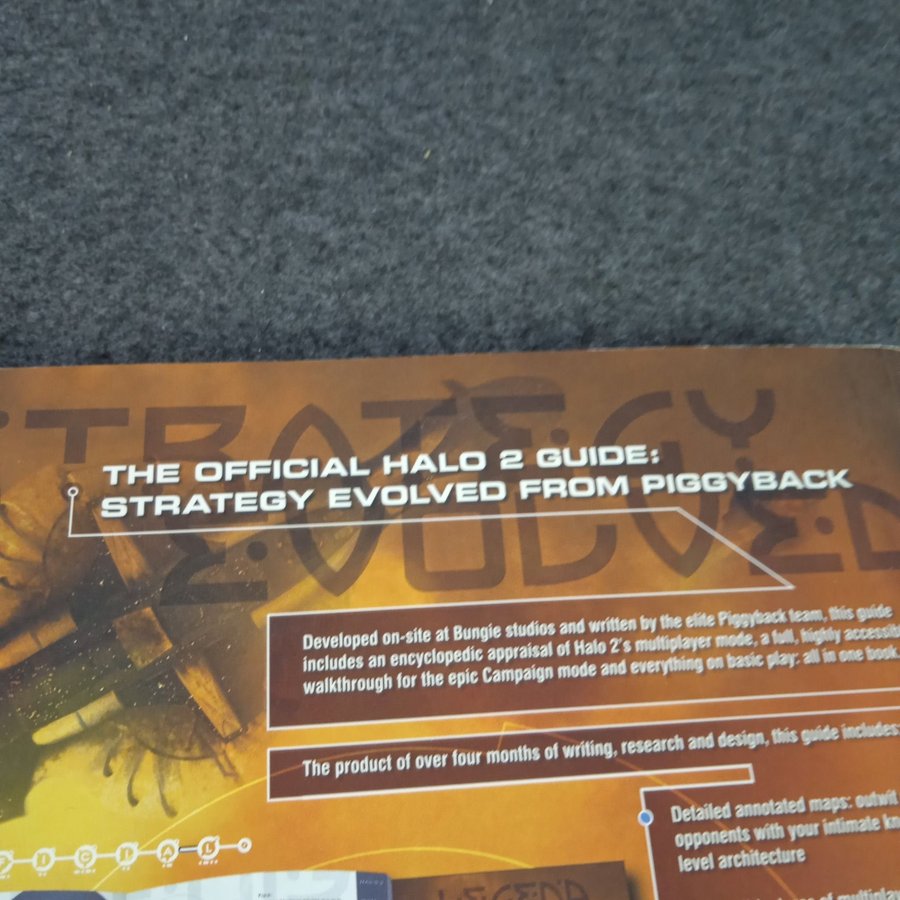 STRATEGY
EVOLVED
THE OFFICIAL HALO 2 GUIDE:
STRATEGY EVOLVED FROM PIGGYBACK
Developed on-site at Bungie studios and written by the elite Piggyback team, this guide
includes an encyclopedic appraisal of Halo 2's multiplayer mode, a full, highly accessib
walkthrough for the epic Campaign mode and everything on basic play: all in one book.
The product of over four months of writing, research and design, this guide includes:
Detailed annotated maps: outwit
opponents with your intimate kn
level architecture
LEGEND